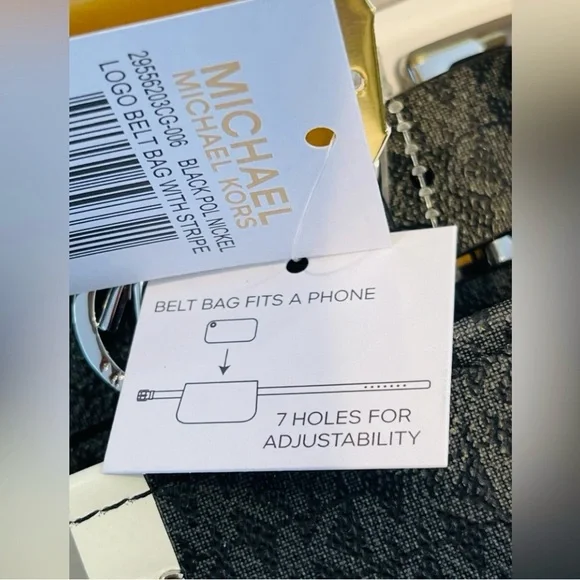 MICHAEL
MICHAEL KORS
29556203CG-006 BLACK POL NICKEL
LOGO BELT BAG WITH STRIPE
BELT BAG FITS A PHONE
7 HOLES FOR
ADJUSTABILITY